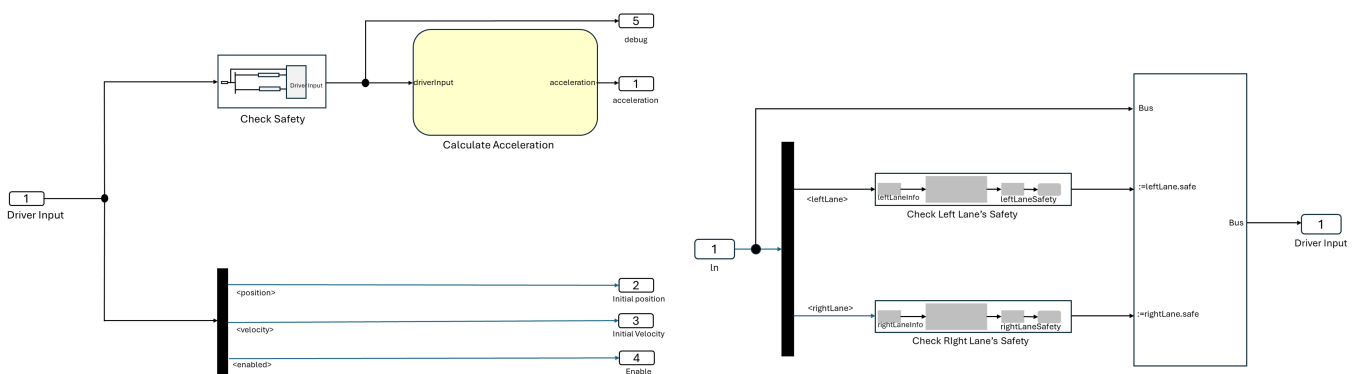 5
debug
Driver Input
Check Safety
driverInput
acceleration
1
acceleration
Calculate Acceleration
1
Driver Input
<position>
2
Initial position
<velocity>
3
Initial Velocity
<enabled>
4
Enable
Bus
<leftLane>
leftLaneInfo
leftLaneSafety
Check Left Lane's Safety
:=leftLane.safe
Bus
1
Driver Input
1
In
<rightLane>
rightLaneInfo
rightLaneSafety
Check RIght Lane's Safety
:=rightLane.safe